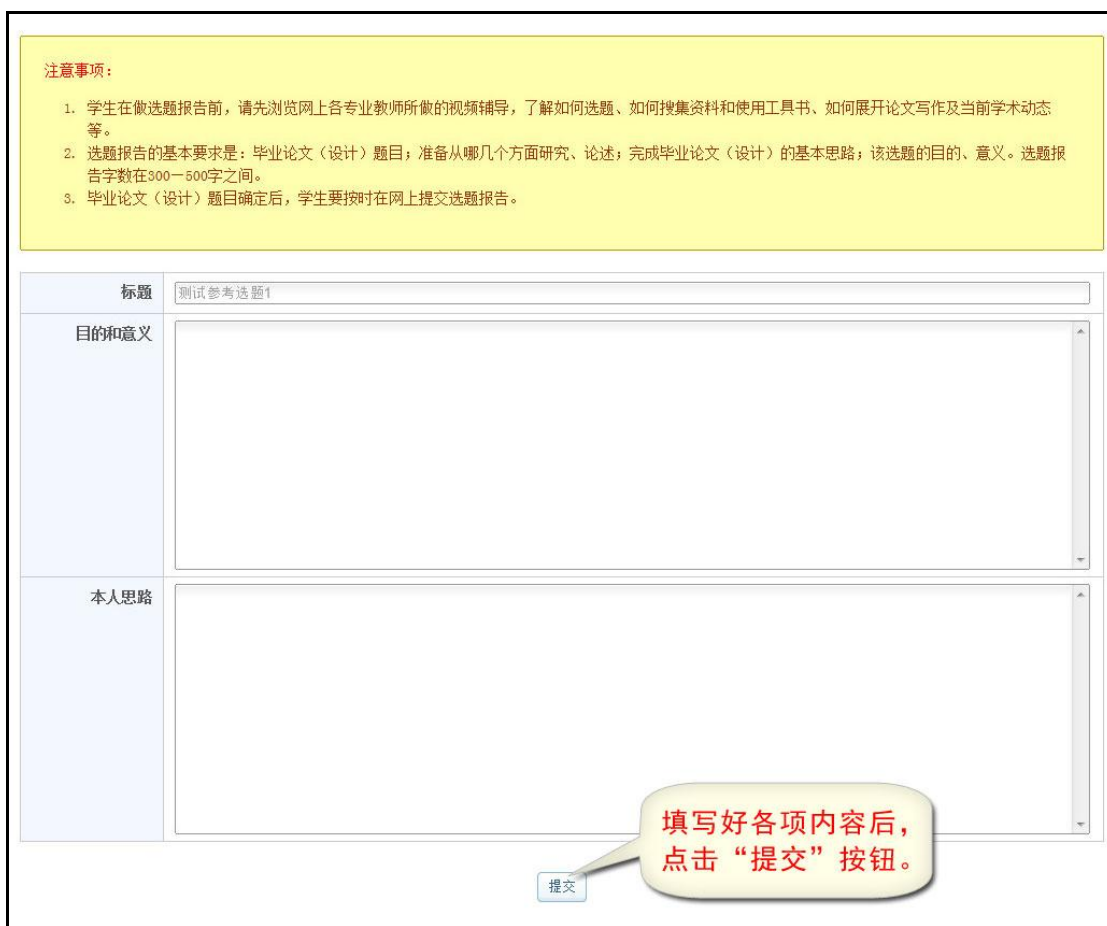 注意事项：
1. 学生在做选题报告前，请先浏览网上各专业教师所做的视频辅导，了解如何选题、如何搜集资料和使用工具书、如何展开论文写作及当前学术动态
等。
2. 选题报告的基本要求是：毕业论文（设计）题目；准备从哪几个方面研究、论述；完成毕业论文（设计）的基本思路；该选题的目的、意义。选题报
告字数在300－500字之间。
3. 毕业论文（设计）题目确定后，学生要按时在网上提交选题报告。
标题
测试参考选题1
目的和意义
本人思路
填写好各项内容后，
点击“提交”按钮。
提交